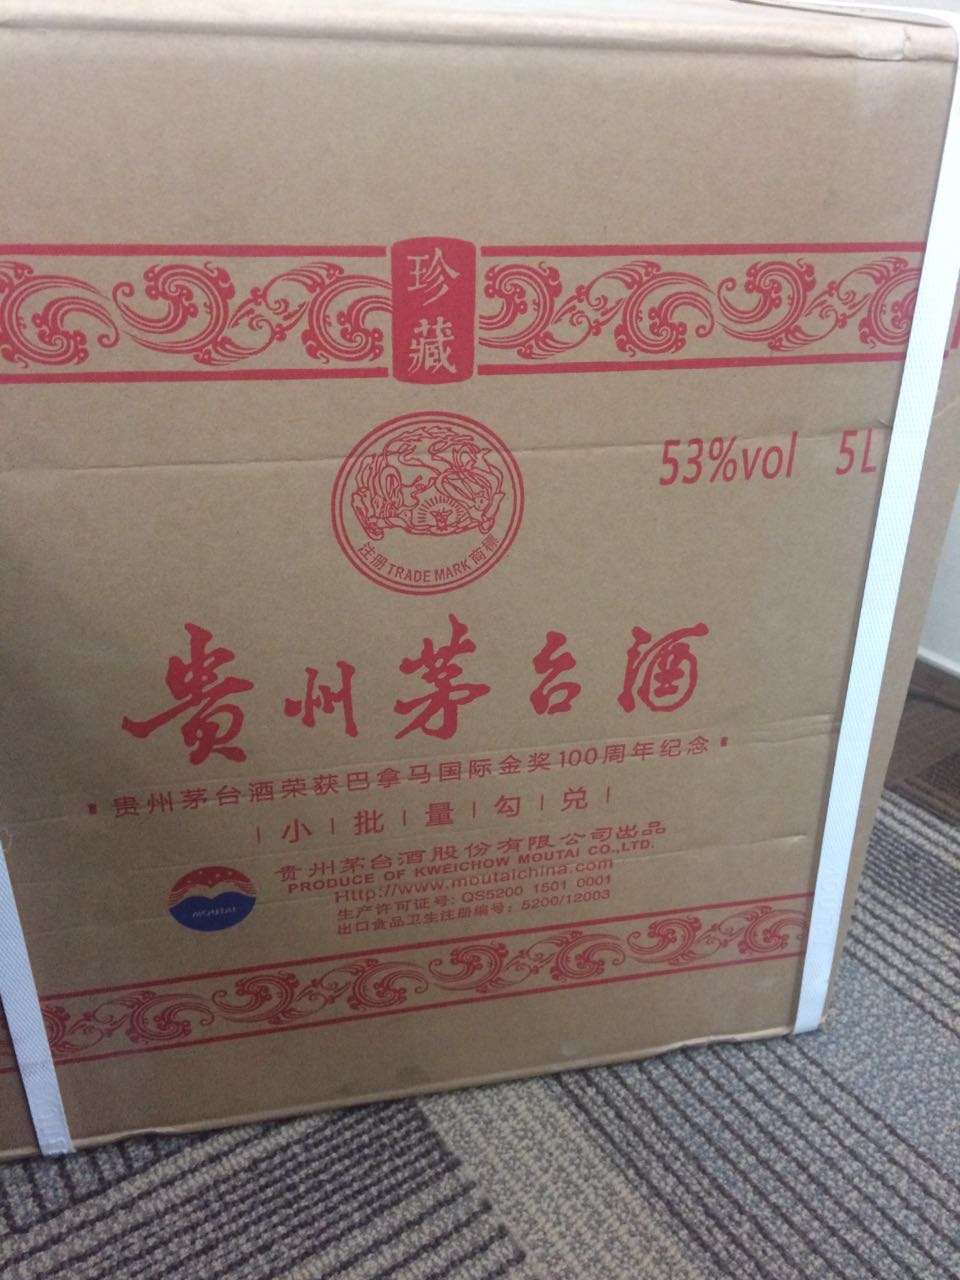 珍藏
53%vol 5L
注册 TRADE MARK 商標
贵州茅台酒
贵州茅台酒荣获巴拿马国际金奖100周年纪念
小|批|量|勾|兑
贵州茅台酒股份有限公司出品
PRODUCE OF KWEICHOW MOUTAI CO.,LTD.
Http://www.moutaichina.com
生产许可证号: QS5200 1501 0001
出口食品卫生注册编号: 5200/12003
MOUTAI